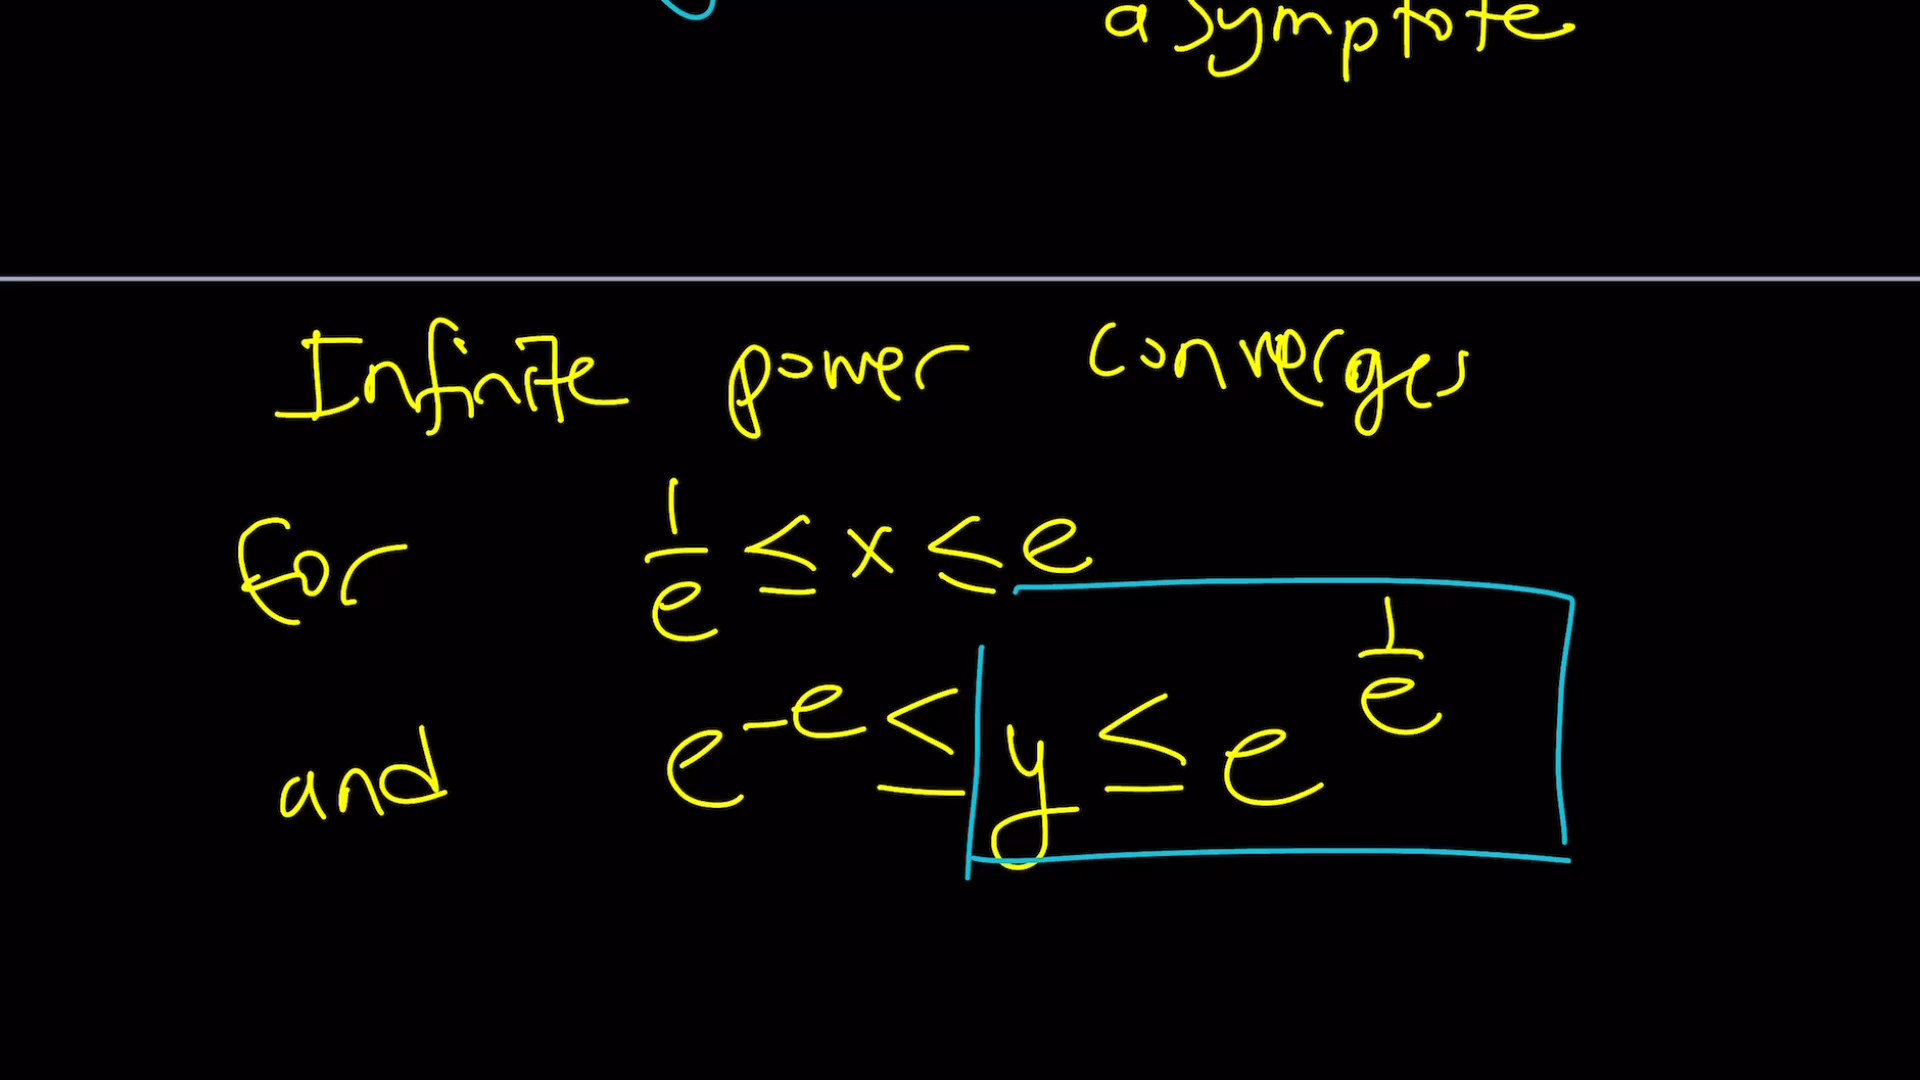 asymptote
Infinite power converges
for 1/e ≤ x ≤ e
and e^{-e} ≤ y ≤ e^{1/e}